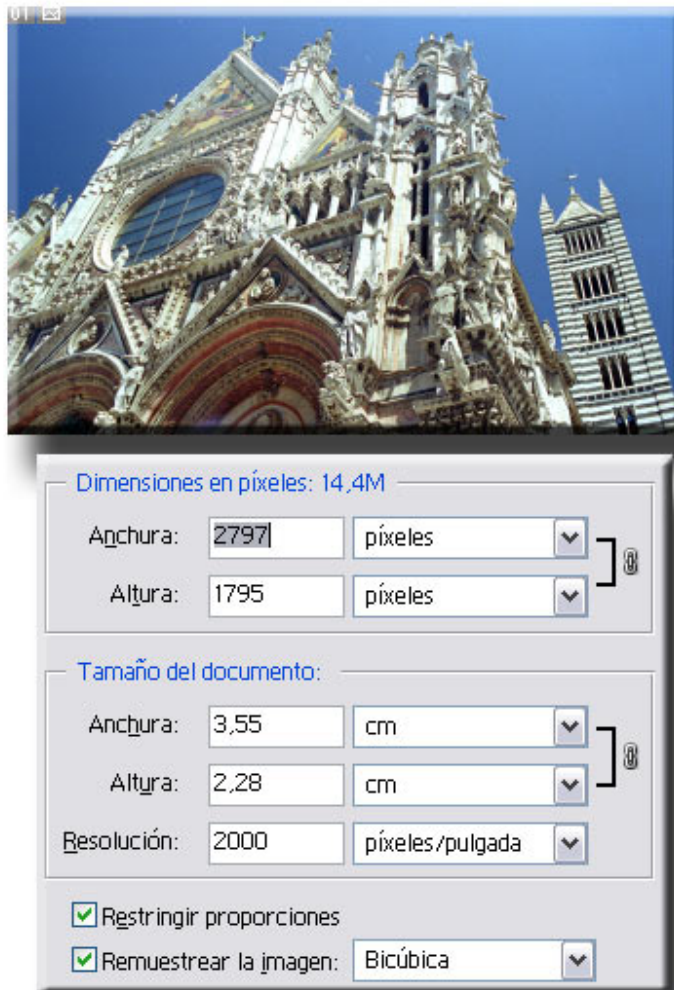 01
Dimensiones en píxeles: 14,4M
Anchura: 2797 píxeles
Altura: 1795 píxeles
Tamaño del documento:
Anchura: 3,55 cm
Altura: 2,28 cm
Resolución: 2000 píxeles/pulgada
Restringir proporciones
Remuestrear la imagen: Bicúbica